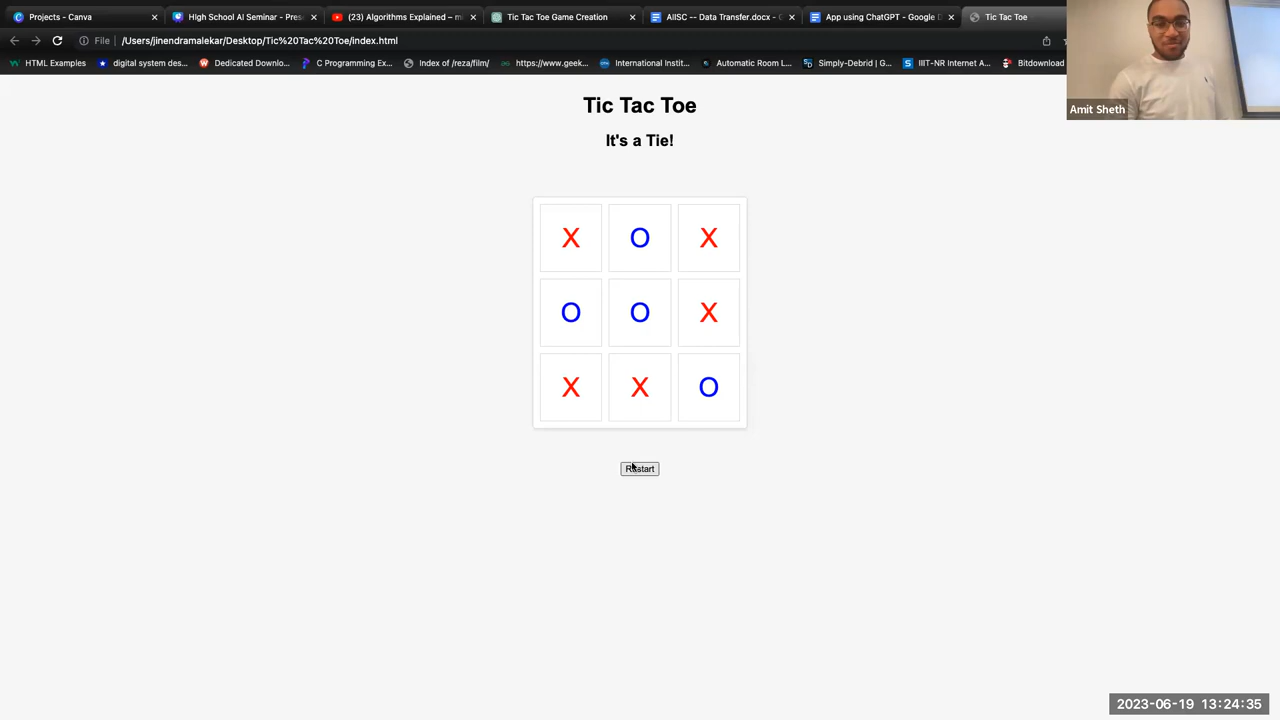 Projects - Canva
High School AI Seminar - Pres
(23) Algorithms Explained – m
Tic Tac Toe Game Creation
AIISC -- Data Transfer.docx - G
App using ChatGPT - Google D
Tic Tac Toe
File | /Users/jinendramalekar/Desktop/Tic%20Tac%20Toe/index.html
HTML Examples
digital system des...
Dedicated Downlo...
C Programming Ex...
Index of /reza/film/
https://www.geek...
International Instit...
Automatic Room L...
Simply-Debrid | G...
IIIT-NR Internet A...
Bitdownload
Amit Sheth
Tic Tac Toe
It's a Tie!
X O X
O O X
X X O
Restart
2023-06-19 13:24:35